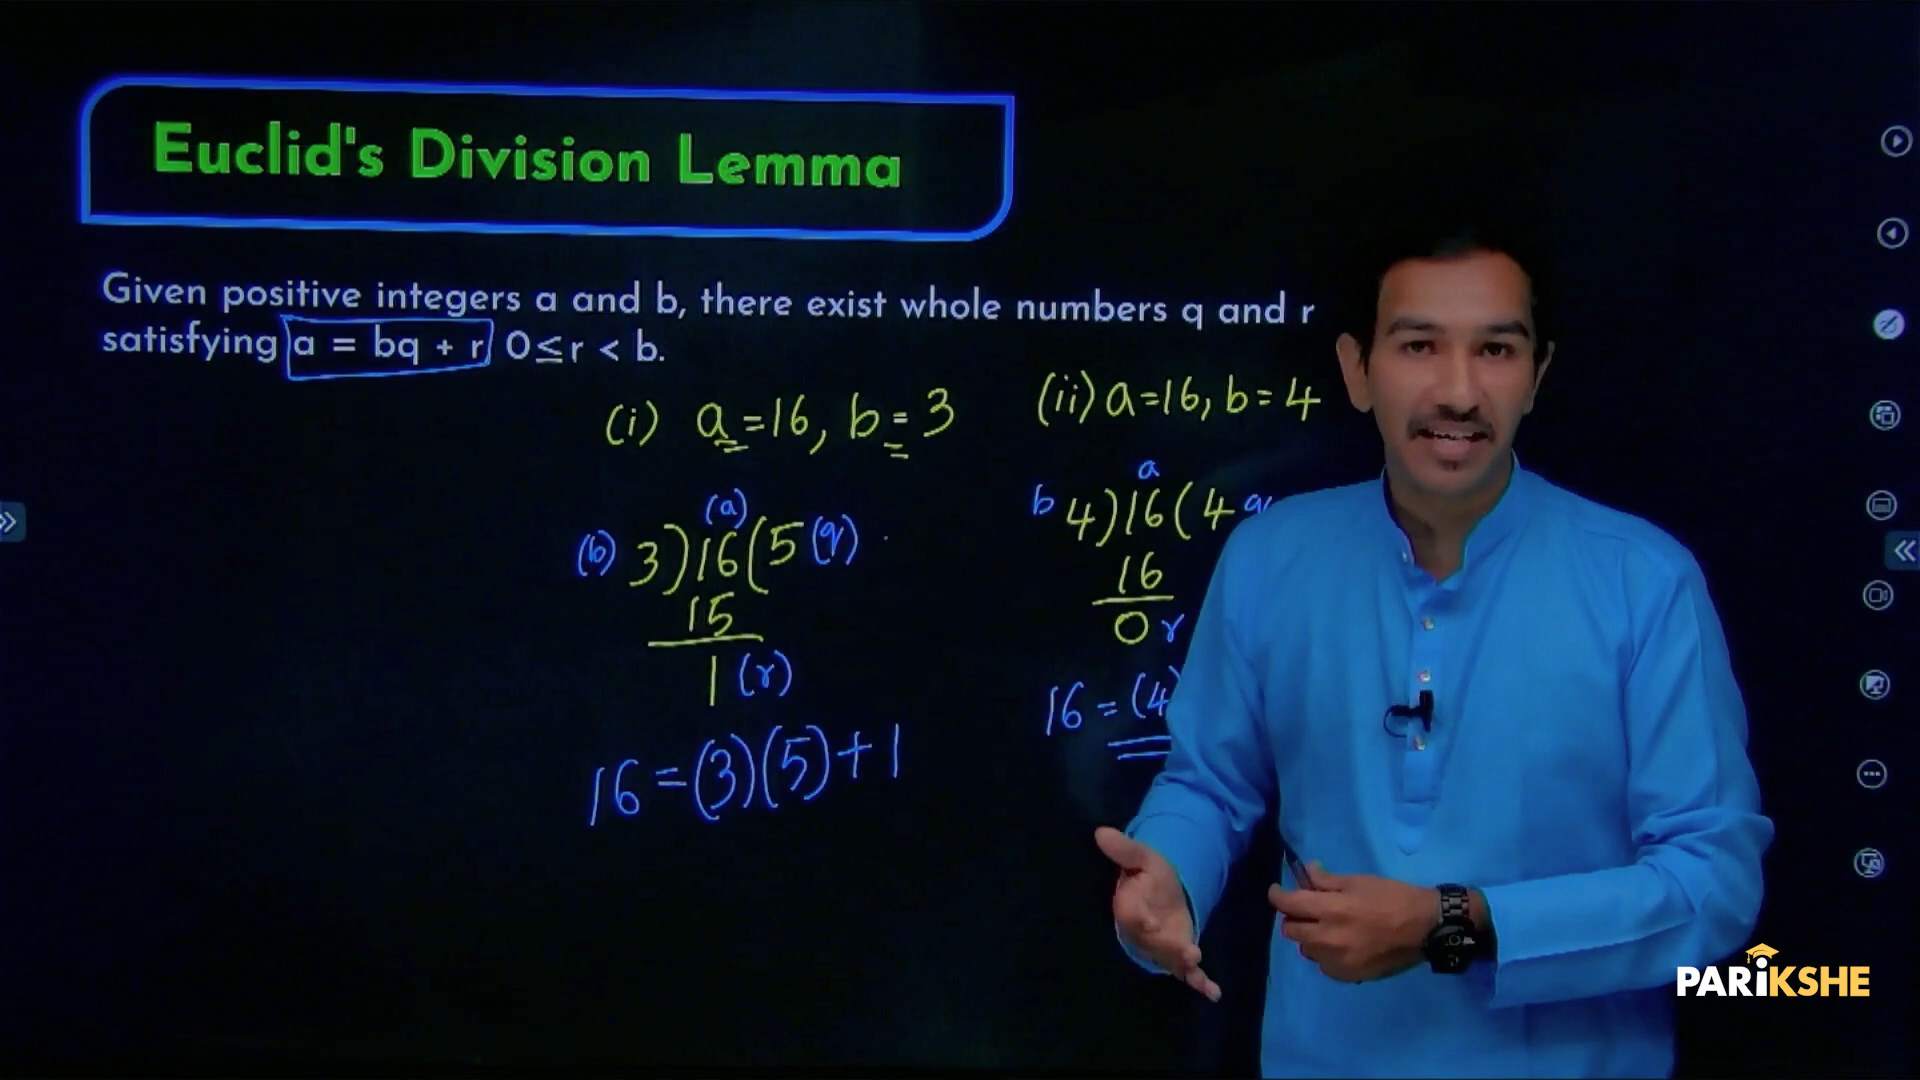 Euclid's Division Lemma
Given positive integers a and b, there exist whole numbers q and r
satisfying a = bq + r 0≤r < b.
(i) a=16, b=3
(a)
(b) 3)16(5(q)
15
1(r)
16=(3)(5)+1
(ii) a=16, b=4
a
b 4)16(4 q
16
0 r
16=(4)
PARiKSHE